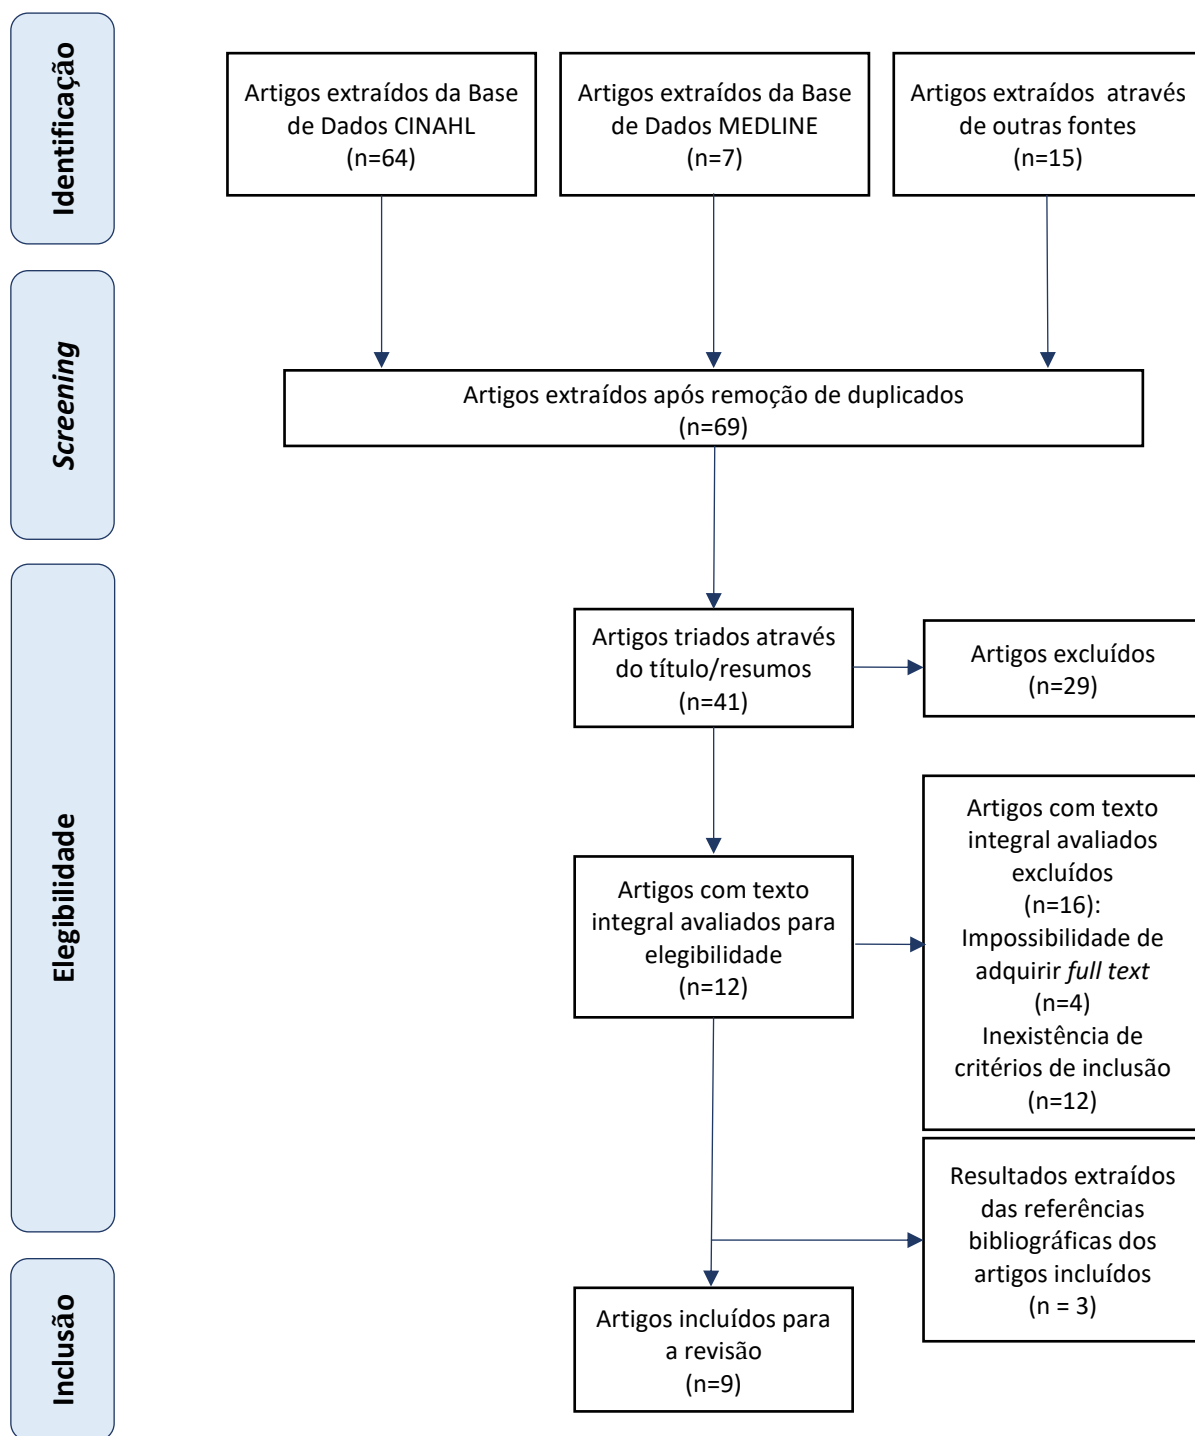 Identificação
Artigos extraídos da Base
de Dados CINAHL
(n=64)
Artigos extraídos da Base
de Dados MEDLINE
(n=7)
Artigos extraídos  através
de outras fontes
(n=15)
Screening
Artigos extraídos após remoção de duplicados
(n=69)
Elegibilidade
Artigos triados através
do título/resumos
(n=41)
Artigos excluídos
(n=29)
Artigos com texto
integral avaliados para
elegibilidade
(n=12)
Artigos com texto
integral avaliados
excluídos
(n=16):
Impossibilidade de
adquirir full text
(n=4)
Inexistência de
critérios de inclusão
(n=12)
Resultados extraídos
das referências
bibliográficas dos
artigos incluídos
(n = 3)
Inclusão
Artigos incluídos para
a revisão
(n=9)